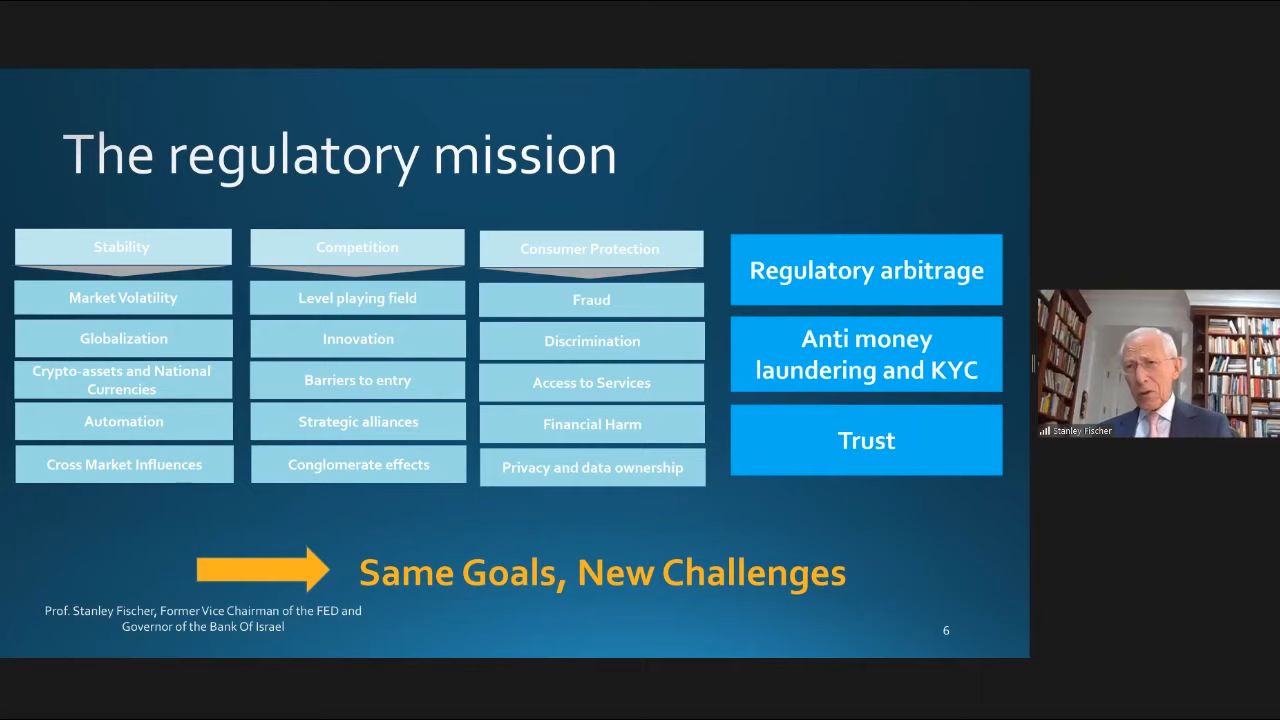 The regulatory mission
Stability
Market Volatility
Globalization
Crypto-assets and National
Currencies
Automation
Cross Market Influences
Competition
Level playing field
Innovation
Barriers to entry
Strategic alliances
Conglomerate effects
Consumer Protection
Fraud
Discrimination
Access to Services
Financial Harm
Privacy and data ownership
Regulatory arbitrage
Anti money
laundering and KYC
Trust
Same Goals, New Challenges
Prof. Stanley Fischer, Former Vice Chairman of the FED and
Governor of the Bank Of Israel
6
Stanley Fischer